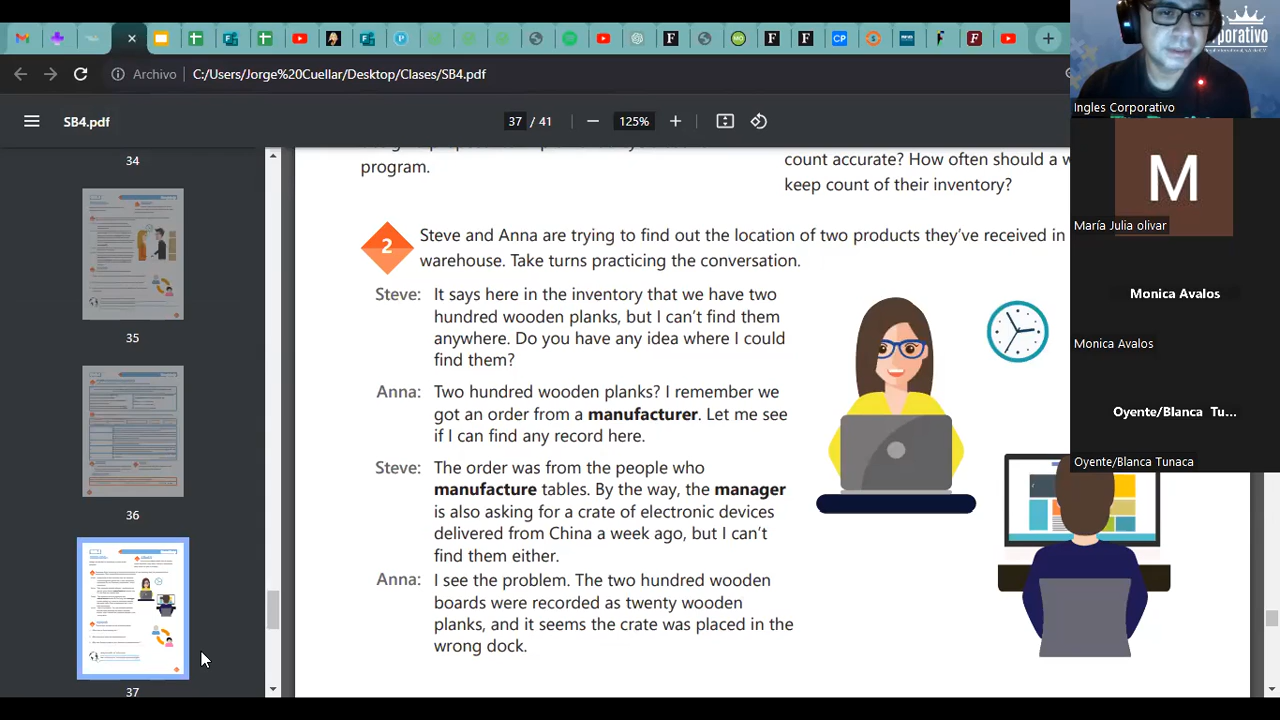 Archivo
C:/Users/Jorge%20Cuellar/Desktop/Clases/SB4.pdf
SB4.pdf
37 / 41
125%
34
35
36
37
program.
count accurate? How often should a w
keep count of their inventory?
2
Steve and Anna are trying to find out the location of two products they've received in
warehouse. Take turns practicing the conversation.
Steve: It says here in the inventory that we have two
hundred wooden planks, but I can't find them
anywhere. Do you have any idea where I could
find them?
Anna: Two hundred wooden planks? I remember we
got an order from a manufacturer. Let me see
if I can find any record here.
Steve: The order was from the people who
manufacture tables. By the way, the manager
is also asking for a crate of electronic devices
delivered from China a week ago, but I can't
find them either.
Anna: I see the problem. The two hundred wooden
boards were recorded as twenty wooden
planks, and it seems the crate was placed in the
wrong dock.
Ingles Corporativo
M
María Julia olivar
Monica Avalos
Monica Avalos
Oyente/Blanca Tu...
Oyente/Blanca Tunaca